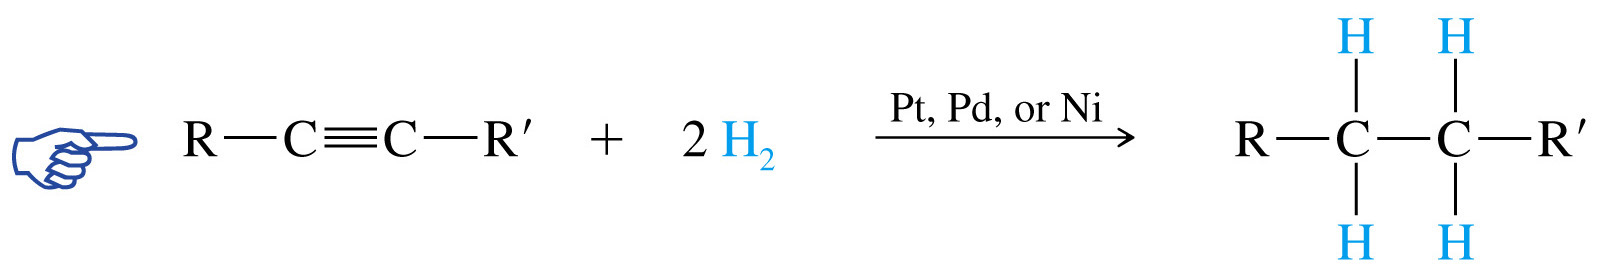 H H
Pt, Pd, or Ni
R—C≡C—R′ + 2 H₂ ⟶ R—C—C—R′
H H